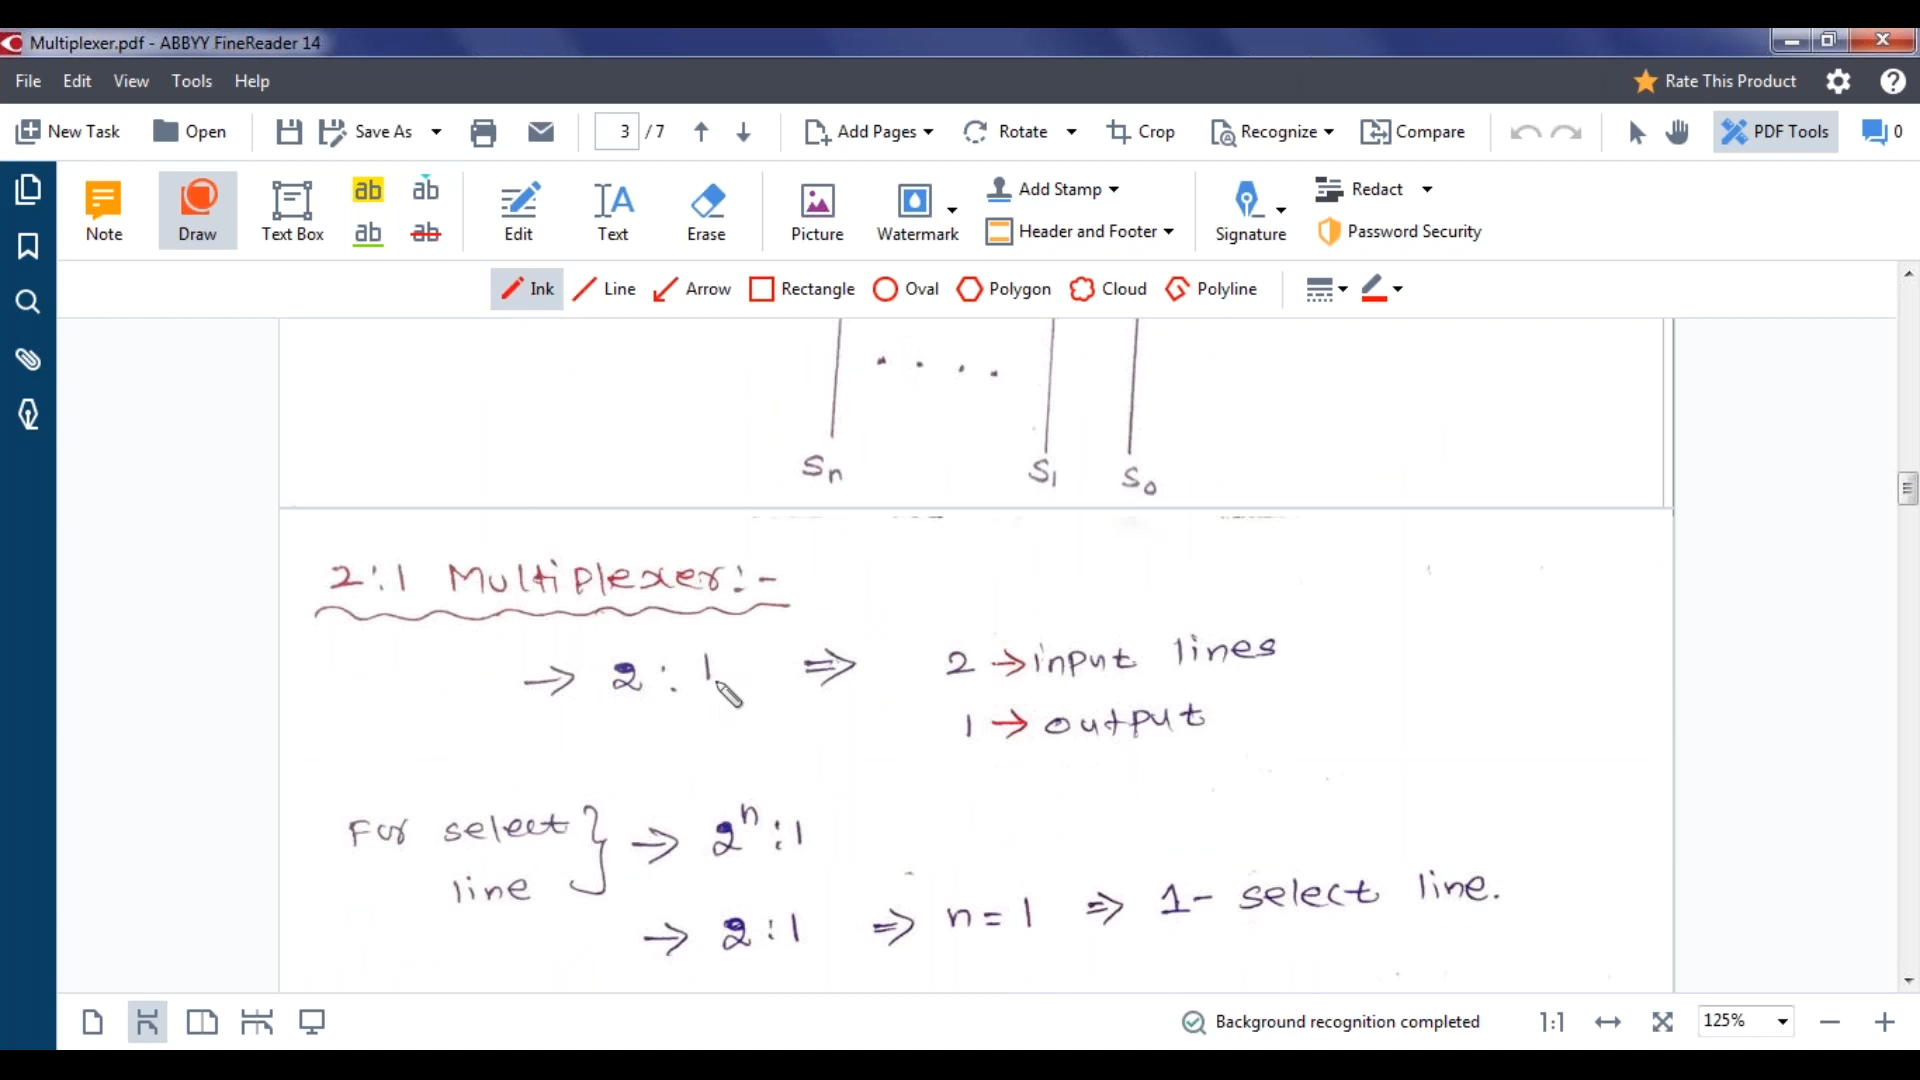 Multiplexer.pdf - ABBYY FineReader 14
File Edit View Tools Help Rate This Product
New Task Open Save As 3 / 7 Add Pages Rotate Crop Recognize Compare PDF Tools 0
Note Draw Text Box ab ab ab ab Edit Text Erase Picture Watermark Add Stamp Header and Footer Signature Redact Password Security
Ink Line Arrow Rectangle Oval Polygon Cloud Polyline
. . . .
Sn S1 S0
2:1 Multiplexer:-
→ 2 : 1 ⇒ 2 → input lines
1 → output
For select line } → 2^n : 1
→ 2 : 1 ⇒ n = 1 ⇒ 1- select line.
Background recognition completed 1:1 125%